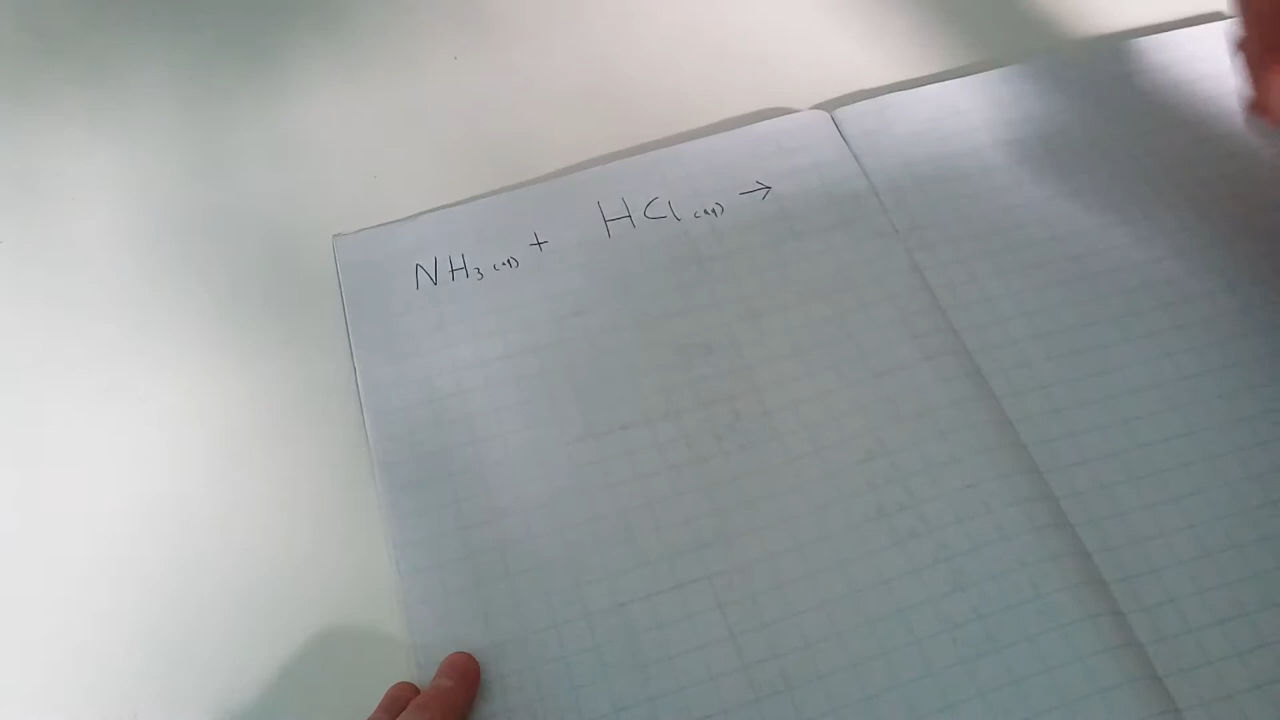 NH₃(aq) + HCl(aq) →